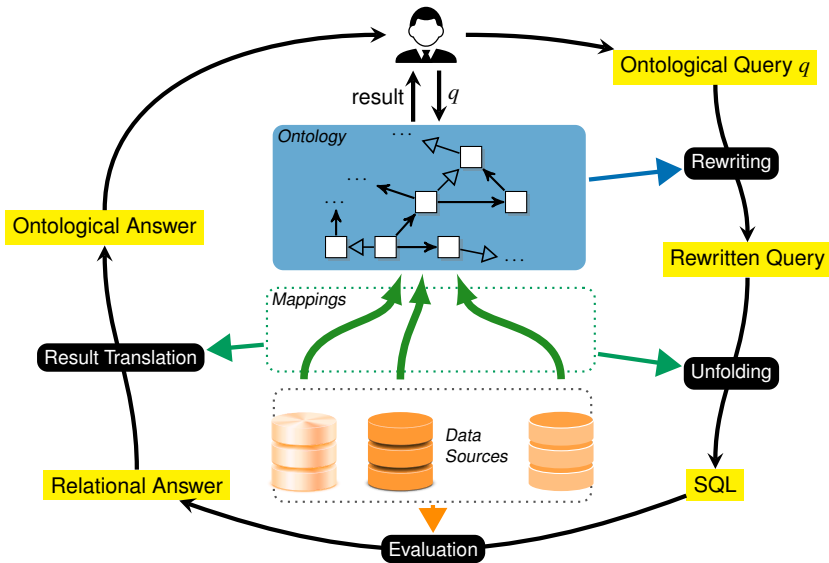 Ontological Query q
result
q
Ontology
...
Rewriting
...
...
Ontological Answer
Rewritten Query
...
Mappings
Result Translation
Unfolding
Data
Sources
Relational Answer
SQL
Evaluation